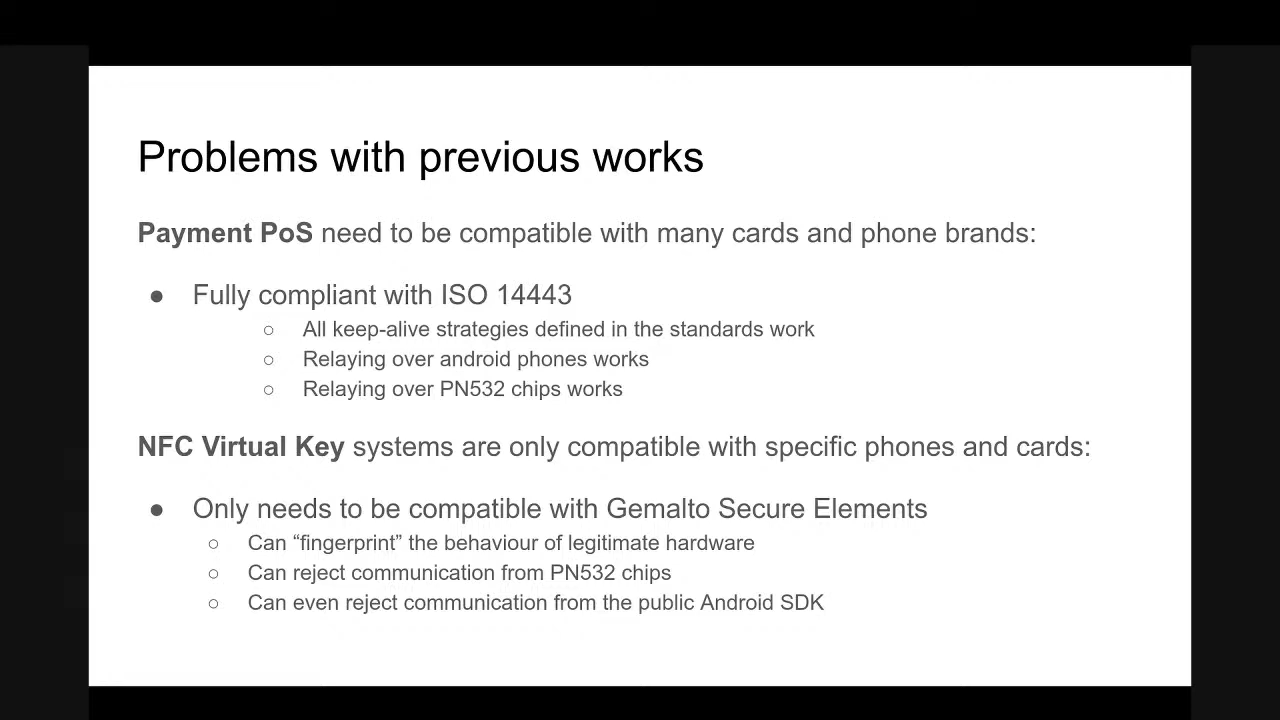 Problems with previous works
Payment PoS need to be compatible with many cards and phone brands:
● Fully compliant with ISO 14443
○ All keep-alive strategies defined in the standards work
○ Relaying over android phones works
○ Relaying over PN532 chips works
NFC Virtual Key systems are only compatible with specific phones and cards:
● Only needs to be compatible with Gemalto Secure Elements
○ Can “fingerprint” the behaviour of legitimate hardware
○ Can reject communication from PN532 chips
○ Can even reject communication from the public Android SDK